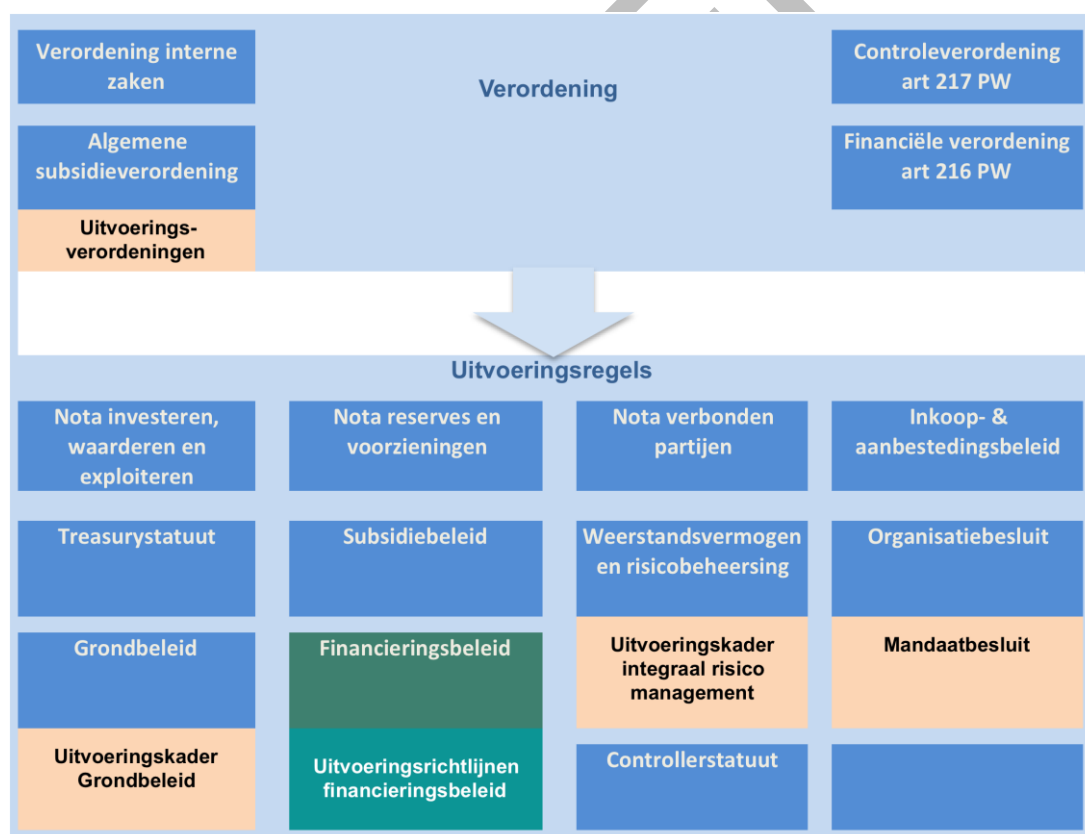 Verordening interne
zaken
Verordening
Controleverordening
art 217 PW
Algemene
subsidieverordening
Financiële verordening
art 216 PW
Uitvoerings-
verordeningen
Uitvoeringsregels
Nota investeren,
waarderen en
exploiteren
Nota reserves en
voorzieningen
Nota verbonden
partijen
Inkoop- &
aanbestedingsbeleid
Treasurystatuut
Subsidiebeleid
Weerstandsvermogen
en risicobeheersing
Organisatiebesluit
Grondbeleid
Financieringsbeleid
Uitvoeringskader
integraal risico
management
Mandaatbesluit
Uitvoeringskader
Grondbeleid
Uitvoeringsrichtlijnen
financieringsbeleid
Controllerstatuut